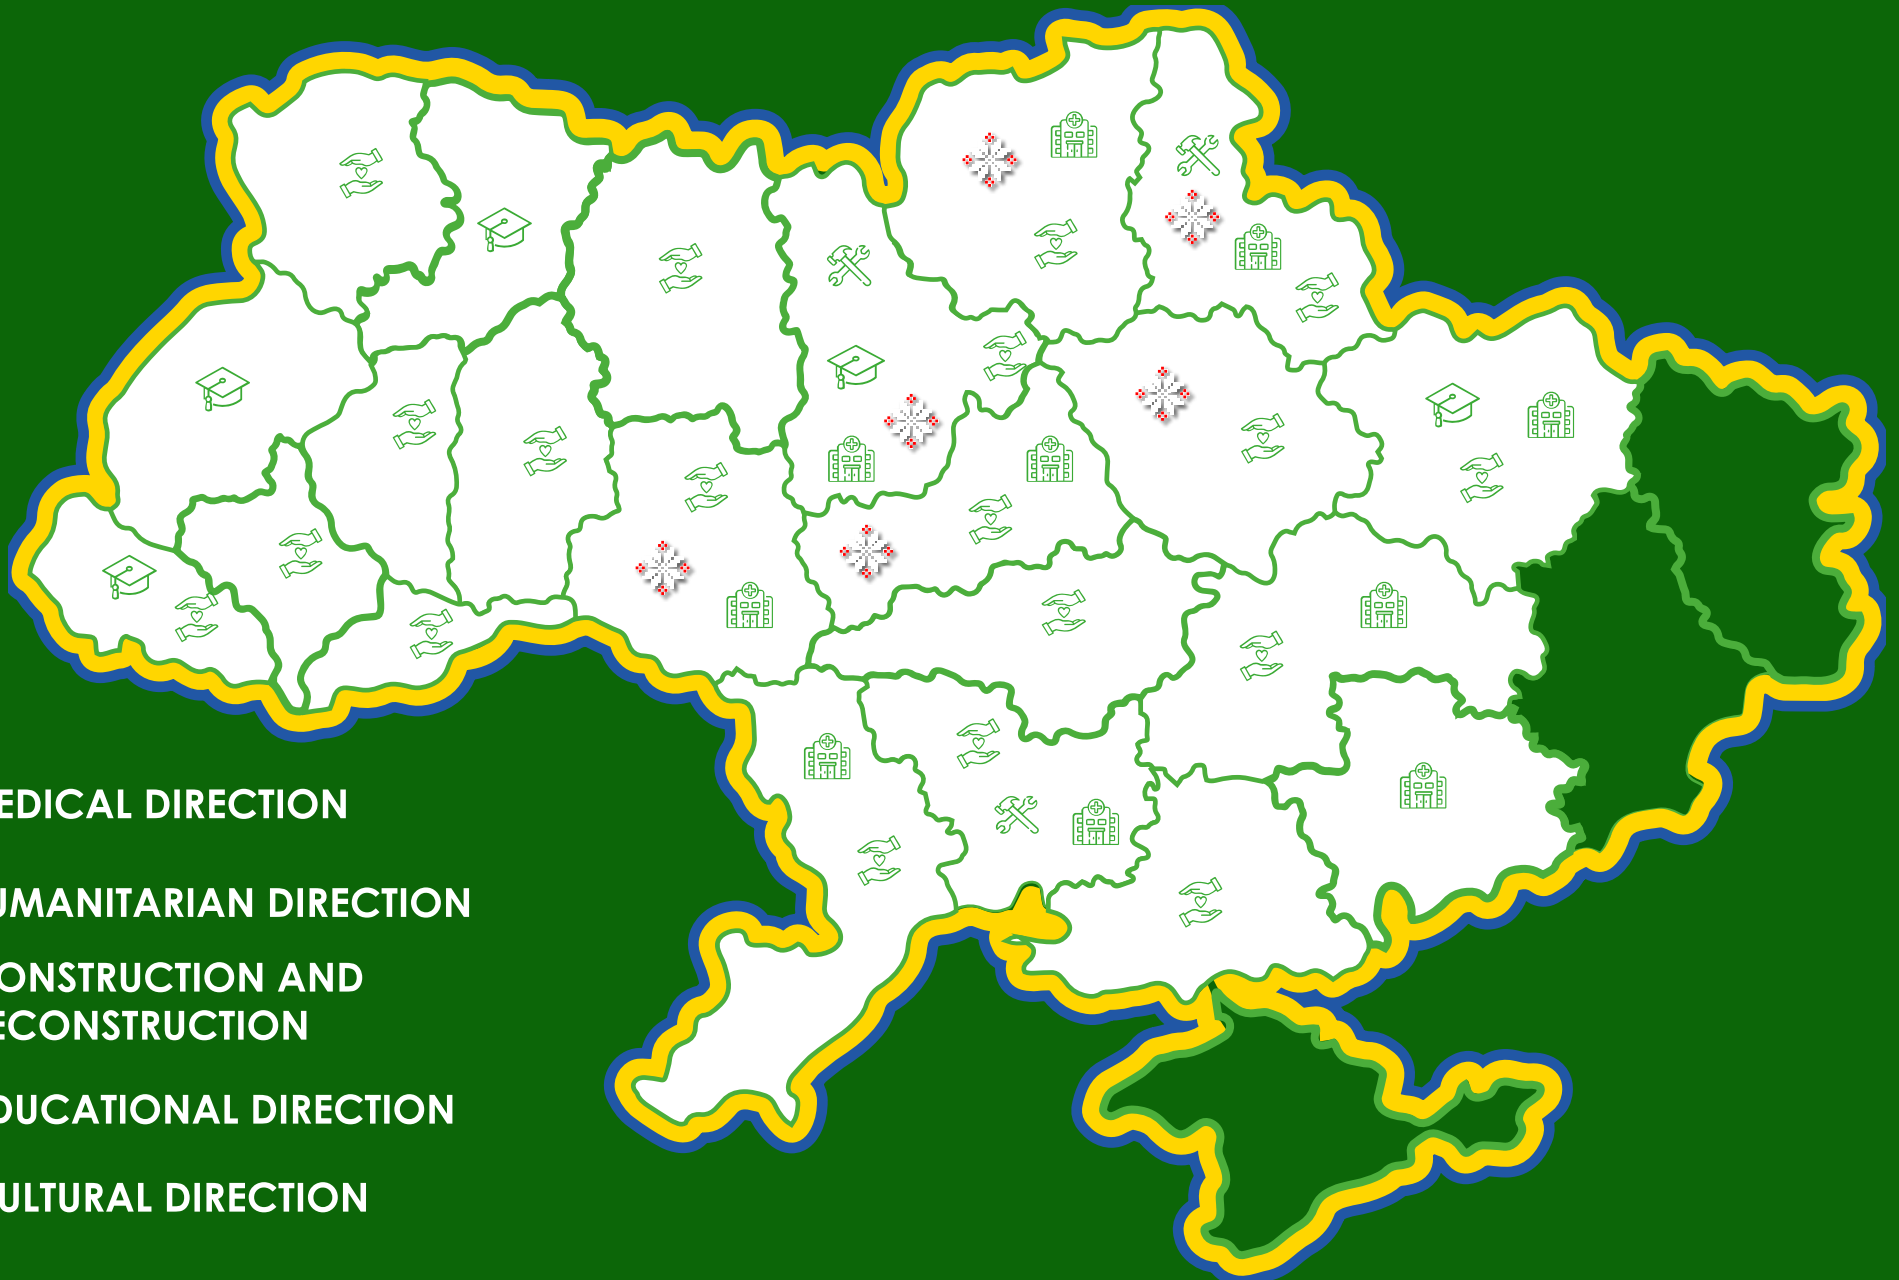 EDICAL DIRECTION
UMANITARIAN DIRECTION
ONSTRUCTION AND
ECONSTRUCTION
DUCATIONAL DIRECTION
ULTURAL DIRECTION